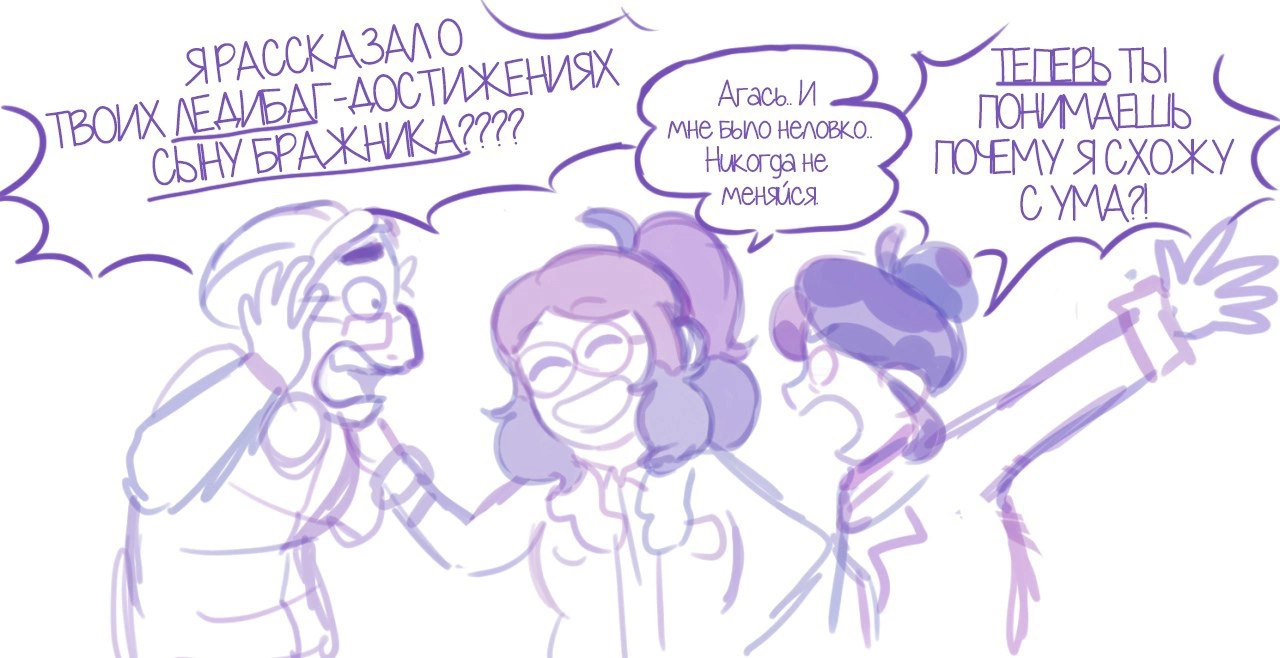 Я РАССКАЗАЛ О
ТВОИХ ЛЕДИБАГ-ДОСТИЖЕНИЯХ
СЫНУ БРАЖНИКА????
Агась.. И
мне было неловко..
Никогда не
меняйся.
ТЕПЕРЬ ТЫ
ПОНИМАЕШЬ
ПОЧЕМУ Я СХОЖУ
С УМА?!